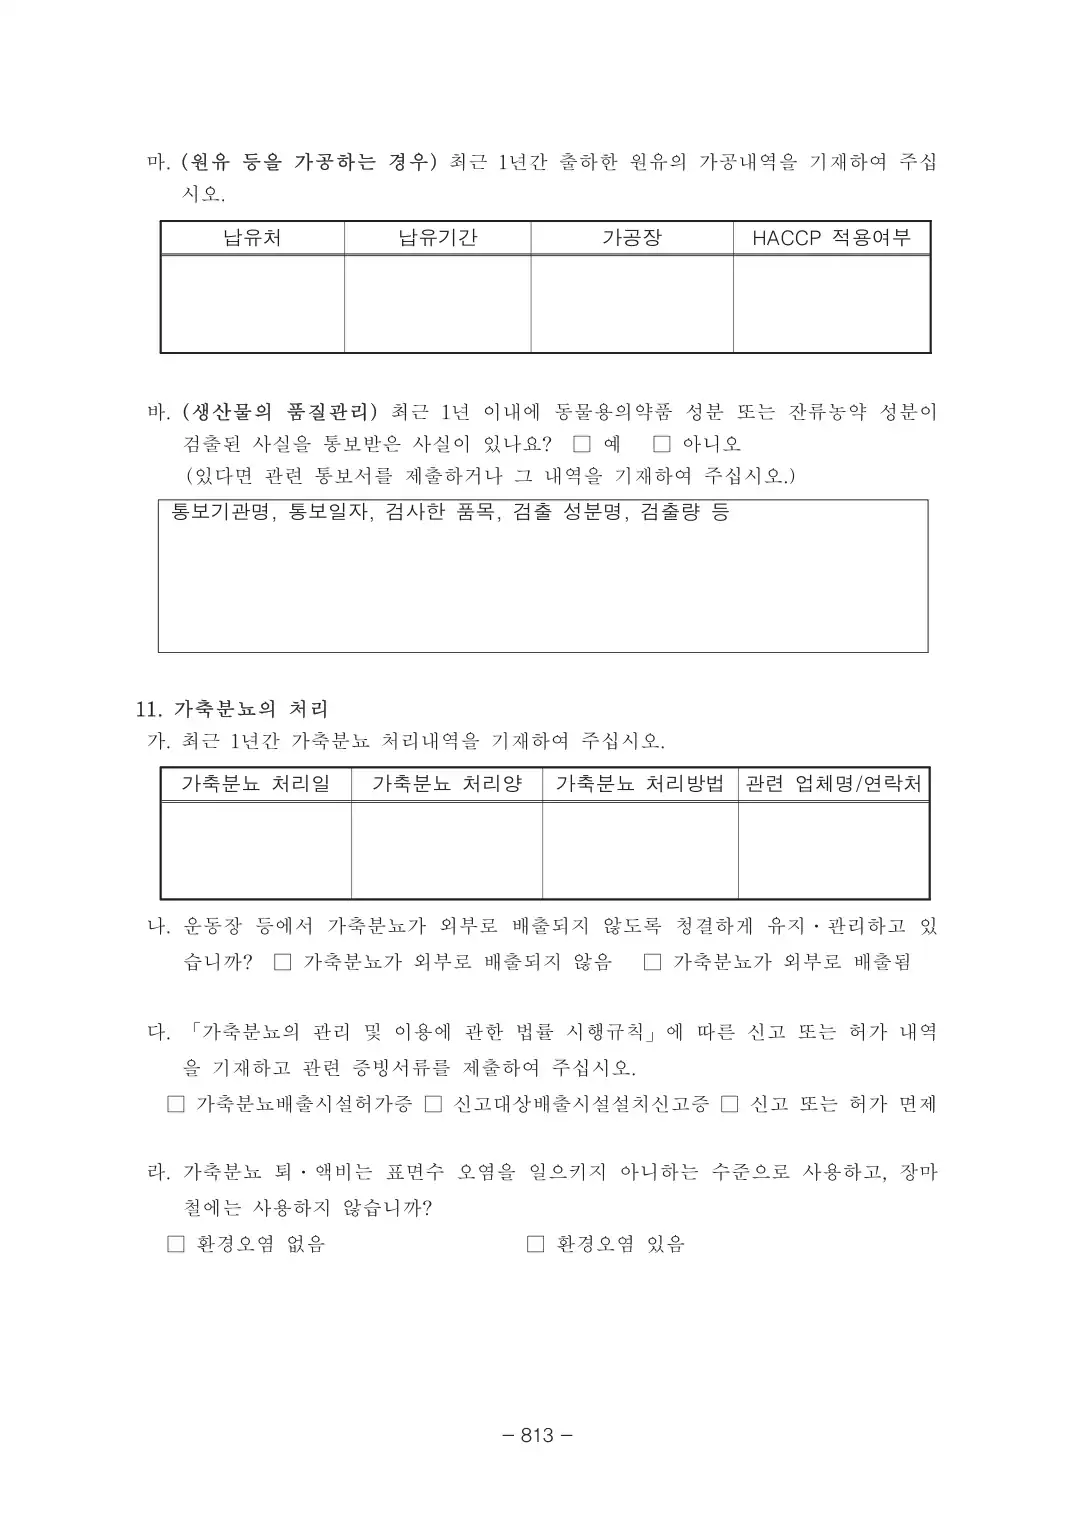 마. (원유 등을 가공하는 경우) 최근 1년간 출하한 원유의 가공내역을 기재하여 주십
시오.
납유처 납유기간 가공장 HACCP 적용여부
바. (생산물의 품질관리) 최근 1년 이내에 동물용의약품 성분 또는 잔류농약 성분이
검출된 사실을 통보받은 사실이 있나요? □ 예 □ 아니오
(있다면 관련 통보서를 제출하거나 그 내역을 기재하여 주십시오.)
통보기관명, 통보일자, 검사한 품목, 검출 성분명, 검출량 등
11. 가축분뇨의 처리
가. 최근 1년간 가축분뇨 처리내역을 기재하여 주십시오.
가축분뇨 처리일 가축분뇨 처리양 가축분뇨 처리방법 관련 업체명/연락처
나. 운동장 등에서 가축분뇨가 외부로 배출되지 않도록 청결하게 유지·관리하고 있
습니까? □ 가축분뇨가 외부로 배출되지 않음 □ 가축분뇨가 외부로 배출됨
다. 「가축분뇨의 관리 및 이용에 관한 법률 시행규칙」에 따른 신고 또는 허가 내역
을 기재하고 관련 증빙서류를 제출하여 주십시오.
□ 가축분뇨배출시설허가증 □ 신고대상배출시설설치신고증 □ 신고 또는 허가 면제
라. 가축분뇨 퇴·액비는 표면수 오염을 일으키지 아니하는 수준으로 사용하고, 장마
철에는 사용하지 않습니까?
□ 환경오염 없음 □ 환경오염 있음
- 813 -